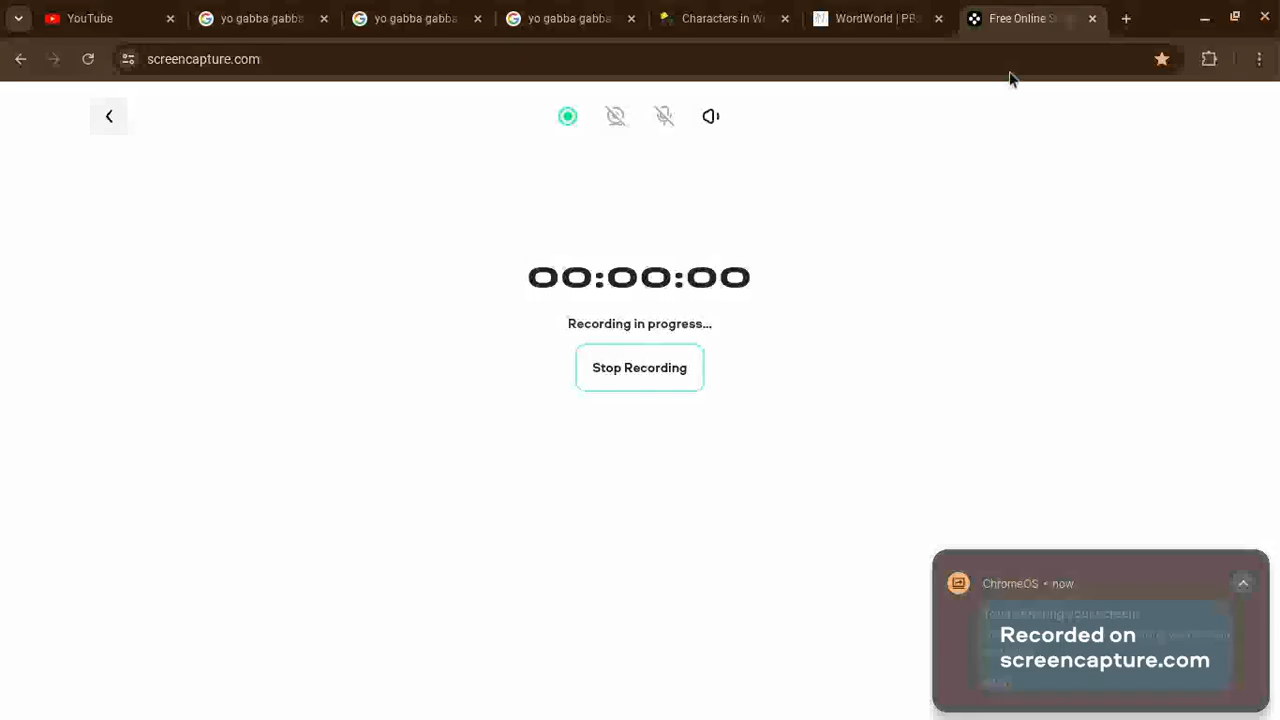 YouTube
yo gabba gabba
yo gabba gabba
yo gabba gabba
Characters in W
WordWorld | PB
Free Online S
screencapture.com
00:00:00
Recording in progress...
Stop Recording
ChromeOS • now
Recorded on
screencapture.com